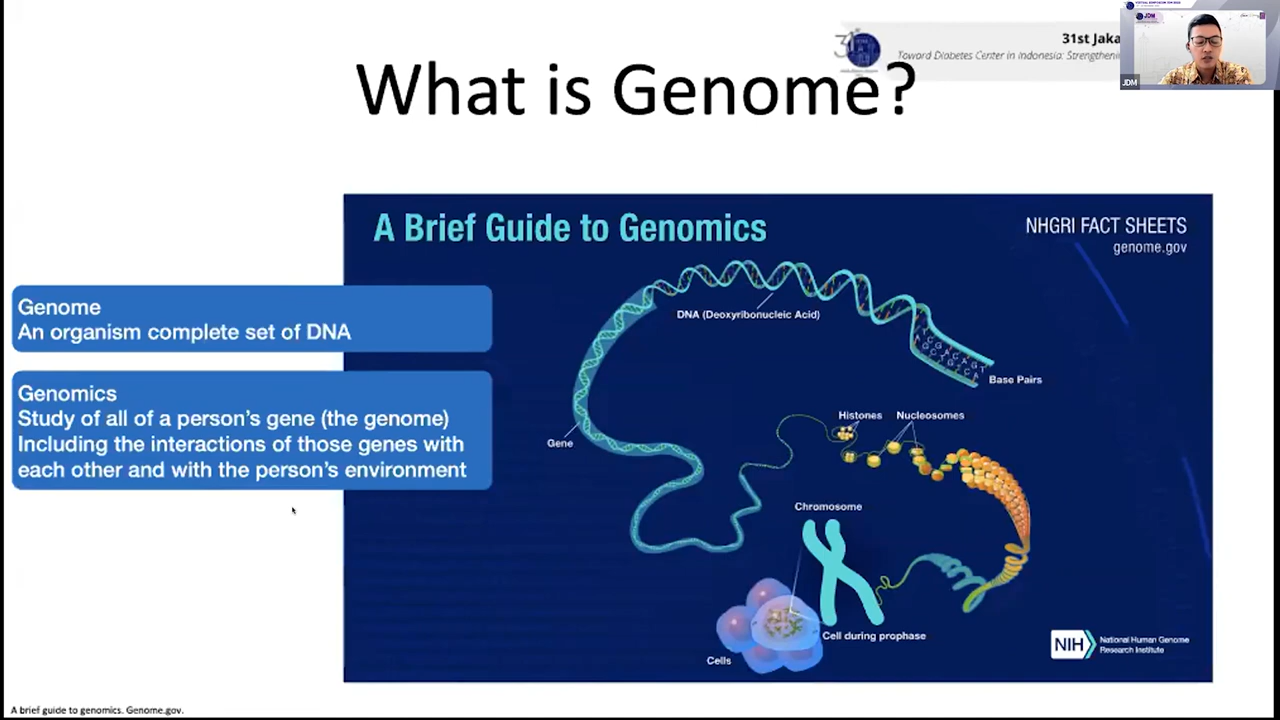 31st Jaka
Toward Diabetes Center in Indonesia: Strengthenin
JDM
What is Genome?
A Brief Guide to Genomics
NHGRI FACT SHEETS
genome.gov
Genome
An organism complete set of DNA
Genomics
Study of all of a person's gene (the genome)
Including the interactions of those genes with
each other and with the person's environment
DNA (Deoxyribonucleic Acid)
Base Pairs
Gene
Histones
Nucleosomes
Chromosome
Cell during prophase
Cells
NIH
National Human Genome
Research Institute
A brief guide to genomics. Genome.gov.